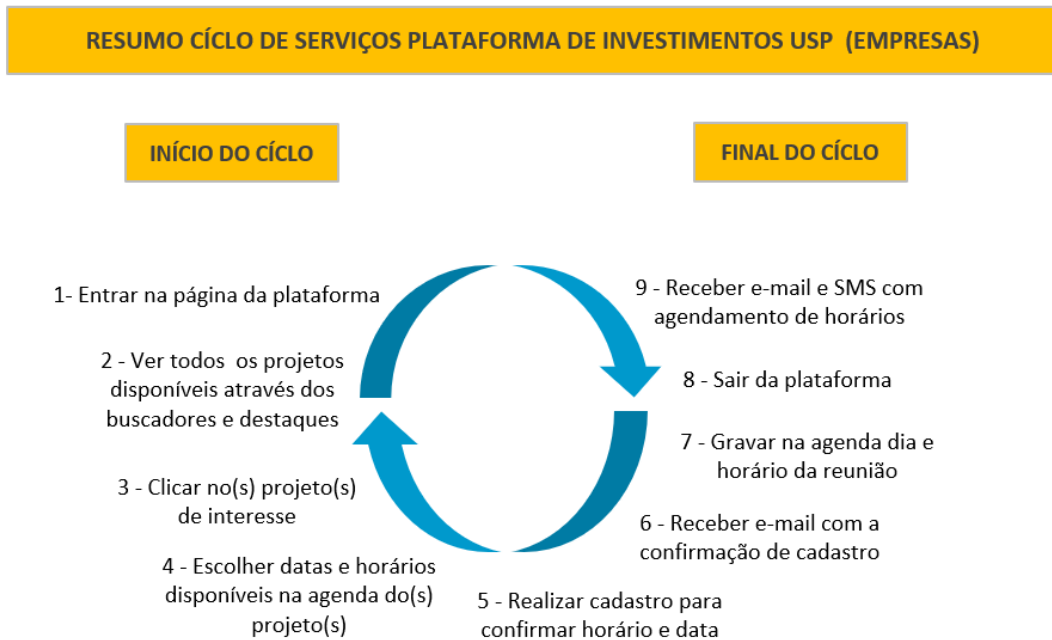 RESUMO CÍCLO DE SERVIÇOS PLATAFORMA DE INVESTIMENTOS USP (EMPRESAS)
INÍCIO DO CÍCLO
FINAL DO CÍCLO
1- Entrar na página da plataforma
2 - Ver todos os projetos
disponíveis através dos
buscadores e destaques
3 - Clicar no(s) projeto(s)
de interesse
4 - Escolher datas e horários
disponíveis na agenda do(s)
projeto(s)
5 - Realizar cadastro para
confirmar horário e data
6 - Receber e-mail com a
confirmação de cadastro
7 - Gravar na agenda dia e
horário da reunião
8 - Sair da plataforma
9 - Receber e-mail e SMS com
agendamento de horários